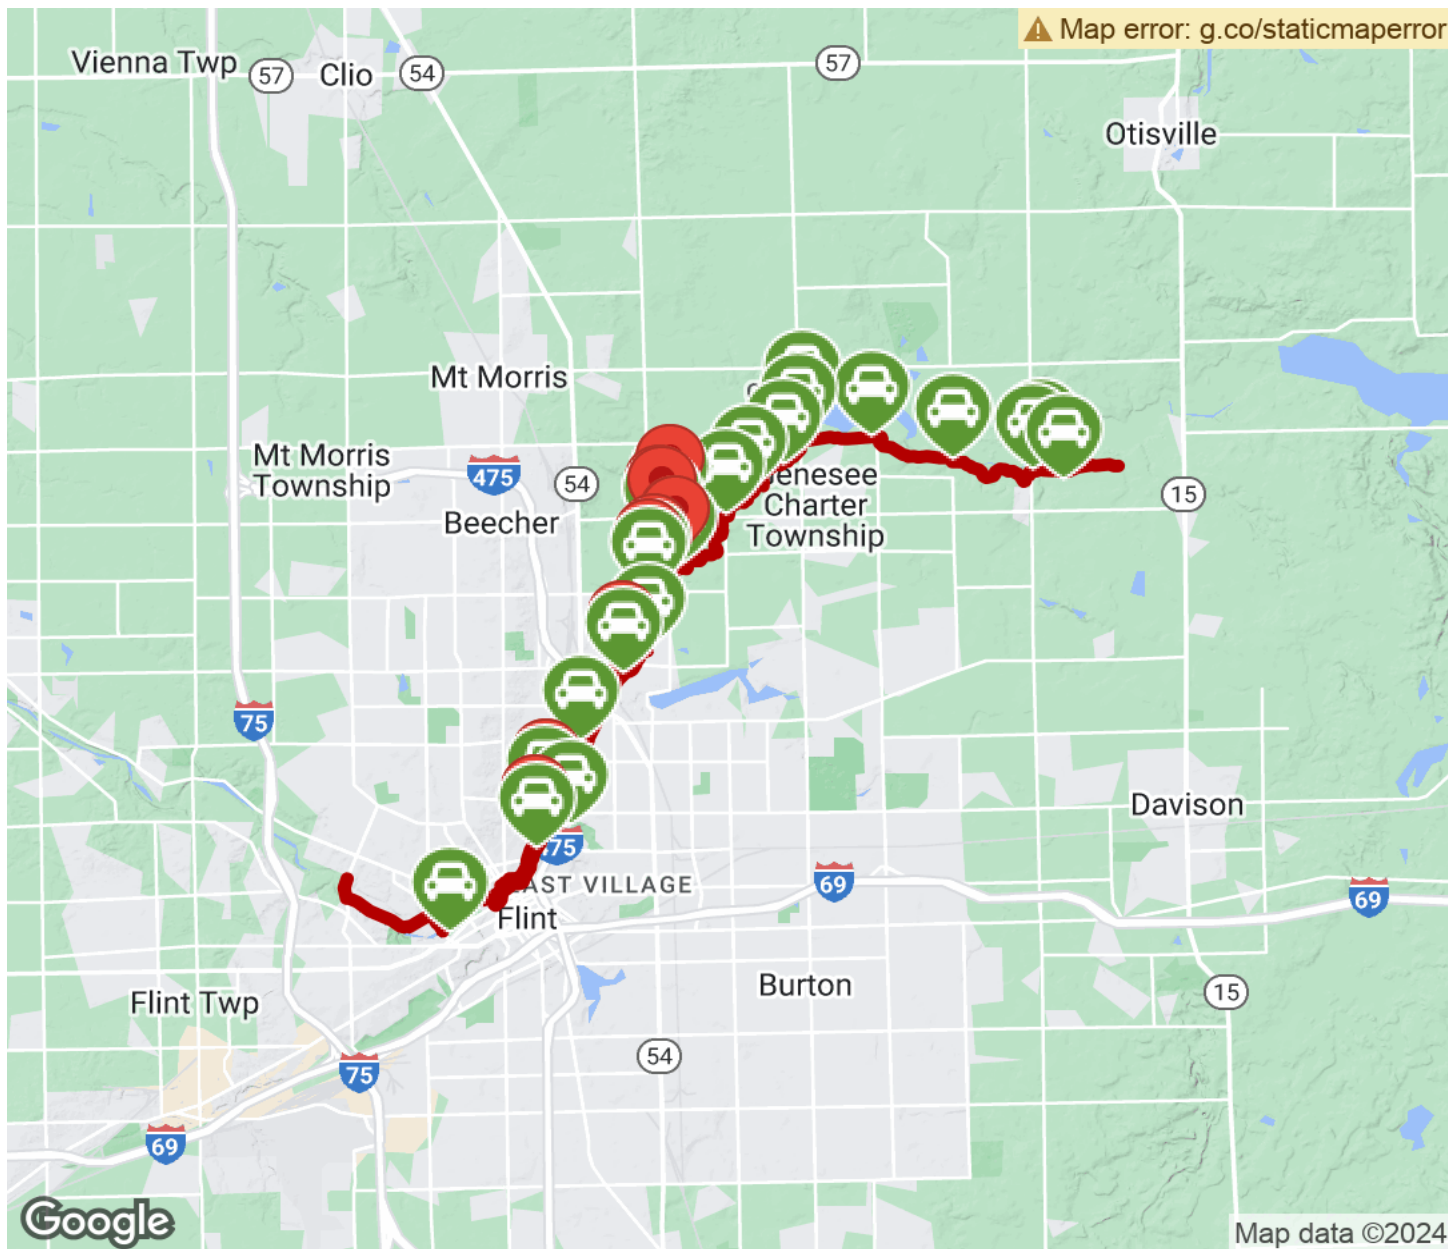 Map error: g.co/staticmaperror
Vienna Twp
57
Clio
54
57
Otisville
Mt Morris
Mt Morris
Township
475
54
Beecher
enesee
Charter
Township
15
75
Davison
75
AST VILLAGE
69
69
Flint
Burton
Flint Twp
15
54
75
69
Google
Map data ©2024